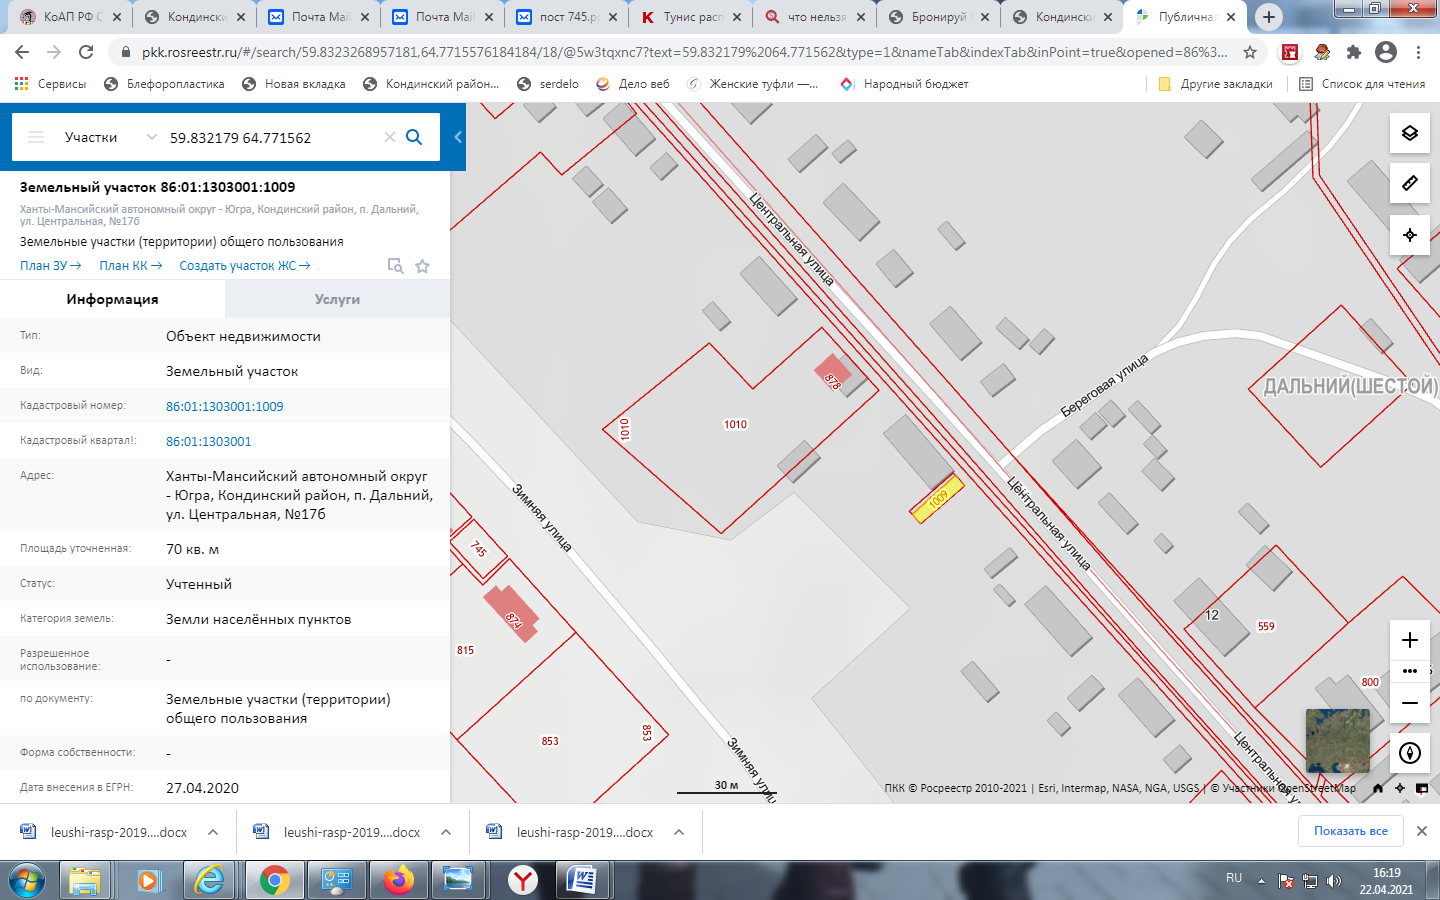 КоАП РФ С
Кондински
Почта Mail
Почта Mail
пост 745.р
Тунис расп
что нельзя
Бронируй
Кондински
Публичная
pkk.rosreestr.ru/#/search/59.8323268957181,64.7715576184184/18/@5w3tqxnc7?text=59.832179%2064.771562&type=1&nameTab&indexTab&inPoint=true&opened=86%3...
Сервисы
Блефоропластика
Новая вкладка
Кондинский район...
serdelo
Дело веб
Женские туфли —...
Народный бюджет
Другие закладки
Список для чтения
Участки
59.832179 64.771562
Земельный участок 86:01:1303001:1009
Ханты-Мансийский автономный округ - Югра, Кондинский район, п. Дальний,
ул. Центральная, №17б
Земельные участки (территории) общего пользования
План ЗУ →
План КК →
Создать участок ЖС →
Информация
Услуги
Тип:
Объект недвижимости
Вид:
Земельный участок
Кадастровый номер:
86:01:1303001:1009
Кадастровый квартал!:
86:01:1303001
Адрес:
Ханты-Мансийский автономный округ
- Югра, Кондинский район, п. Дальний,
ул. Центральная, №17б
Площадь уточненная:
70 кв. м
Статус:
Учтенный
Категория земель:
Земли населённых пунктов
Разрешенное
использование:
-
по документу:
Земельные участки (территории)
общего пользования
Форма собственности:
-
Дата внесения в ЕГРН:
27.04.2020
Центральная улица
Береговая улица
ДАЛЬНИЙ(ШЕСТОЙ)
878
1010
1010
1009
Центральная улица
Зимняя улица
745
874
815
12
559
800
853
853
Зимняя улиц
Центральная у
30 м
ПКК © Росреестр 2010-2021 | Esri, Intermap, NASA, NGA, USGS | © Участники OpenStreetMap
leushi-rasp-2019....docx
leushi-rasp-2019....docx
leushi-rasp-2019....docx
Показать все
RU
16:19
22.04.2021